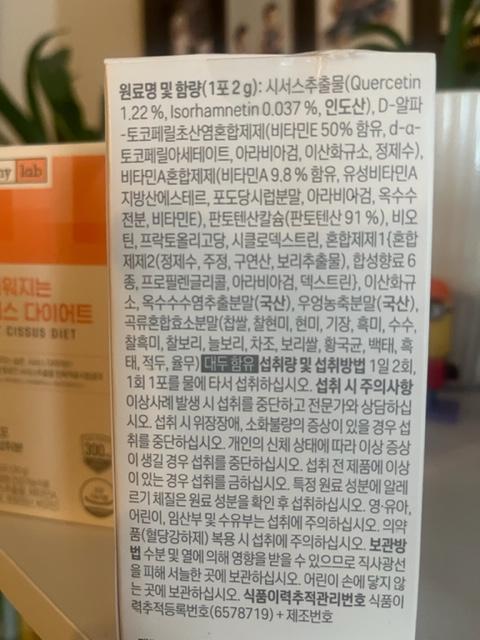 원료명 및 함량(1포 2g): 시서스추출물(Quercetin
1.22 %, Isorhamnetin 0.037 %, 인도산), D-알파
-토코페릴초산염혼합제제(비타민E 50% 함유, d-α-
토코페릴아세테이트, 아라비아검, 이산화규소, 정제수),
비타민A혼합제제(비타민A 9.8 % 함유, 유성비타민A
지방산에스테르, 포도당시럽분말, 아라비아검, 옥수수
전분, 비타민E), 판토텐산칼슘(판토텐산 91 %), 비오
틴, 프락토올리고당, 시클로덱스트린, 혼합제제1{혼합
제제2(정제수, 주정, 구연산, 보리추출물), 합성향료 6
종, 프로필렌글리콜, 아라비아검, 덱스트린}, 이산화규
소, 옥수수수염추출분말(국산), 우엉농축분말(국산),
곡류혼합효소분말(찹쌀, 찰현미, 현미, 기장, 흑미, 수수,
찰흑미, 찰보리, 늘보리, 차조, 보리쌀, 황국균, 백태, 흑
태, 적두, 율무) 대두 함유 섭취량 및 섭취방법 1일 2회,
1회 1포를 물에 타서 섭취하십시오. 섭취 시 주의사항
이상사례 발생 시 섭취를 중단하고 전문가와 상담하십
시오. 섭취 시 위장장애, 소화불량의 증상이 있을 경우 섭
취를 중단하십시오. 개인의 신체 상태에 따라 이상 증상
이 생길 경우 섭취를 중단하십시오. 섭취 전 제품에 이상
이 있는 경우 섭취를 금하십시오. 특정 원료 성분에 알레
르기 체질은 원료 성분을 확인 후 섭취하십시오. 영·유아,
어린이, 임산부 및 수유부는 섭취에 주의하십시오. 의약
품(혈당강하제) 복용 시 섭취에 주의하십시오. 보관방
법 수분 및 열에 의해 영향을 받을 수 있으므로 직사광선
을 피해 서늘한 곳에 보관하십시오. 어린이 손에 닿지 않
는 곳에 보관하십시오. 식품이력추적관리번호 식품이
력추적등록번호(6578719) + 제조번호
lab
워지는
스 다이어트
CISSUS DIET
300